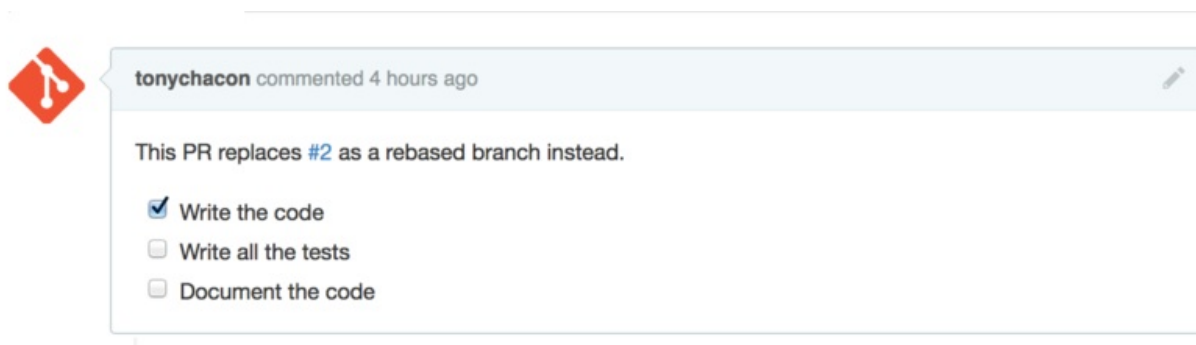 tonychacon commented 4 hours ago
This PR replaces #2 as a rebased branch instead.
Write the code
Write all the tests
Document the code